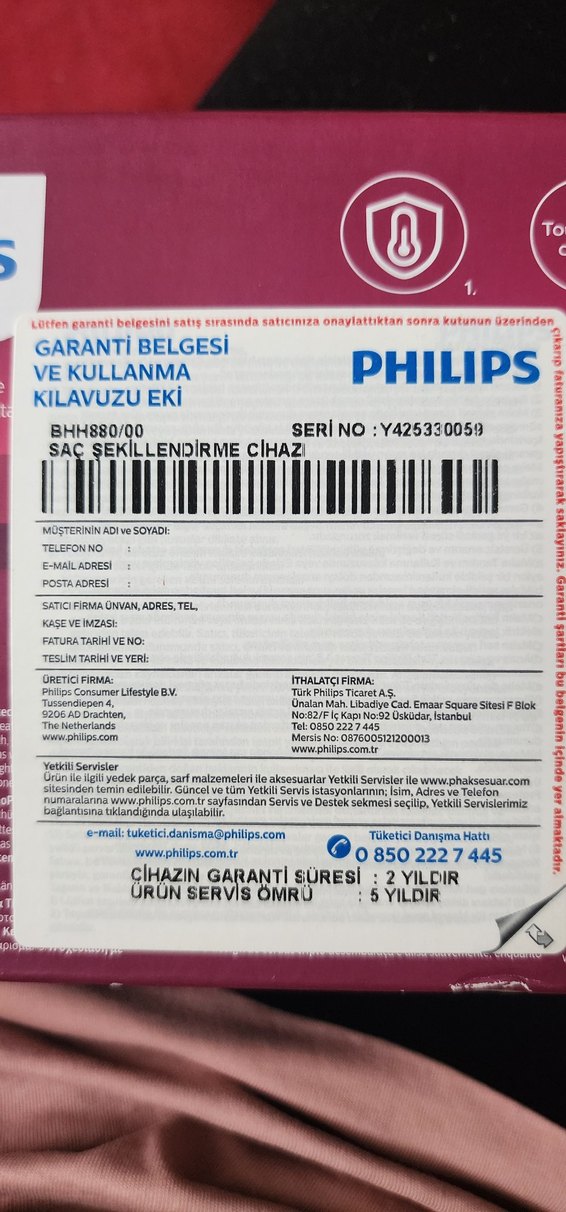 1.
Lütfen garanti belgesini satış sırasında satıcınıza onaylattıktan sonra kutunun üzerinden
çıkarıp faturanıza yapıştırarak saklayınız. Garanti şartları bu belgenin içinde yer almaktadır.
GARANTİ BELGESİ
VE KULLANMA
KILAVUZU EKİ
PHILIPS
BHH880/00
SERİ NO : Y425330059
SAÇ ŞEKİLLENDİRME CİHAZI
MÜŞTERİNİN ADI ve SOYADI:
TELEFON NO :
E-MAİL ADRESİ :
POSTA ADRESİ :
SATICI FİRMA ÜNVAN, ADRES, TEL,
KAŞE ve İMZASI:
FATURA TARİHİ VE NO:
TESLİM TARİHİ VE YERİ:
ÜRETİCİ FİRMA:
Philips Consumer Lifestyle B.V.
Tussendiepen 4,
9206 AD Drachten,
The Netherlands
www.philips.com
İTHALATÇI FİRMA:
Türk Philips Ticaret A.Ş.
Ünalan Mah. Libadiye Cad. Emaar Square Sitesi F Blok
No:82/F İç Kapı No:92 Üsküdar, İstanbul
Tel: 0850 222 7 445
Mersis No: 0876005121200013
www.philips.com.tr
Yetkili Servisler
Ürün ile ilgili yedek parça, sarf malzemeleri ile aksesuarlar Yetkili Servisler ile www.phaksesuar.com
sitesinden temin edilebilir. Güncel ve tüm Yetkili Servis istasyonlarının; İsim, Adres ve Telefon
numaralarına www.philips.com.tr sayfasından Servis ve Destek sekmesi seçilip, Yetkili Servislerimiz
bağlantısına tıklandığında ulaşılabilir.
e-mail: tuketici.danisma@philips.com
www.philips.com.tr
Tüketici Danışma Hattı
0 850 222 7 445
CİHAZIN GARANTİ SÜRESİ : 2 YILDIR
ÜRÜN SERVİS ÖMRÜ : 5 YILDIR